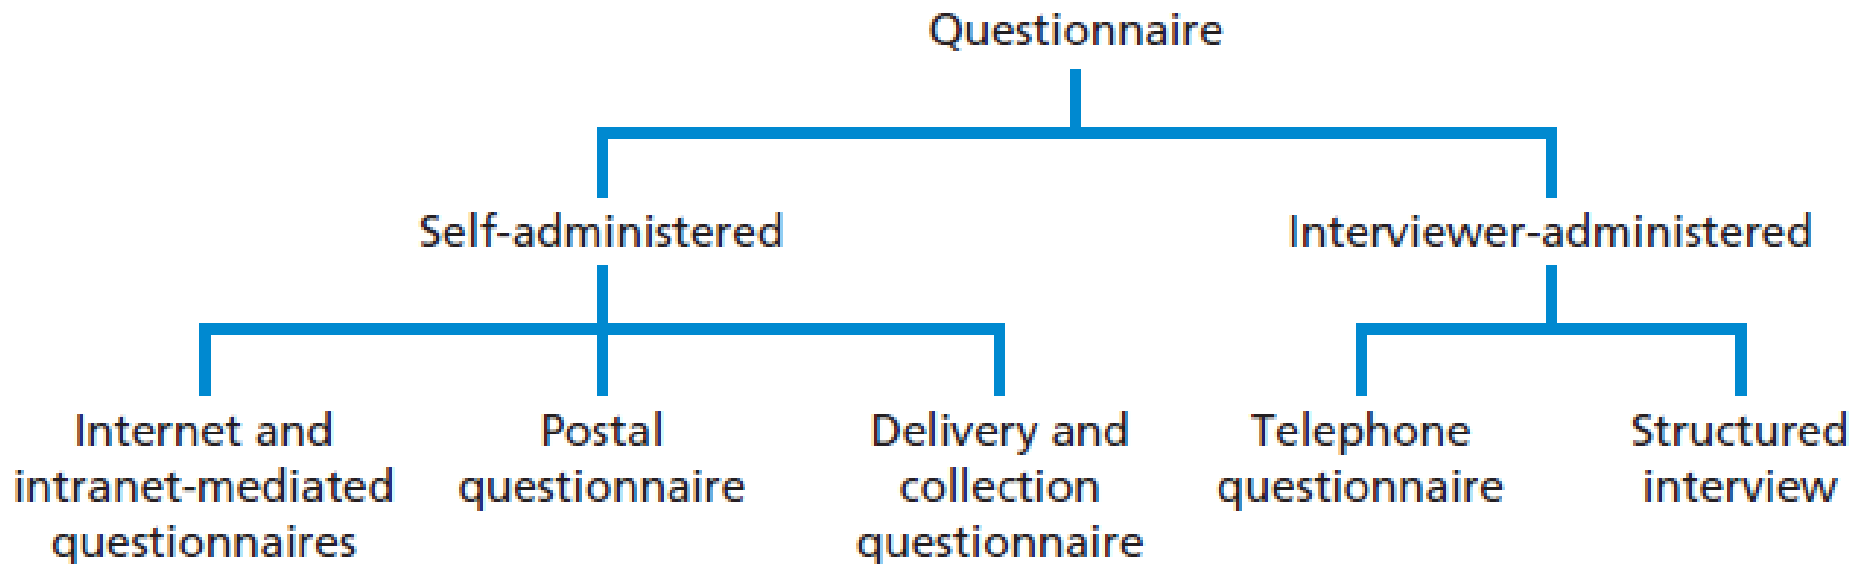 Questionnaire
Self-administered
Interviewer-administered
Internet and
intranet-mediated
questionnaires
Postal
questionnaire
Delivery and
collection
questionnaire
Telephone
questionnaire
Structured
interview